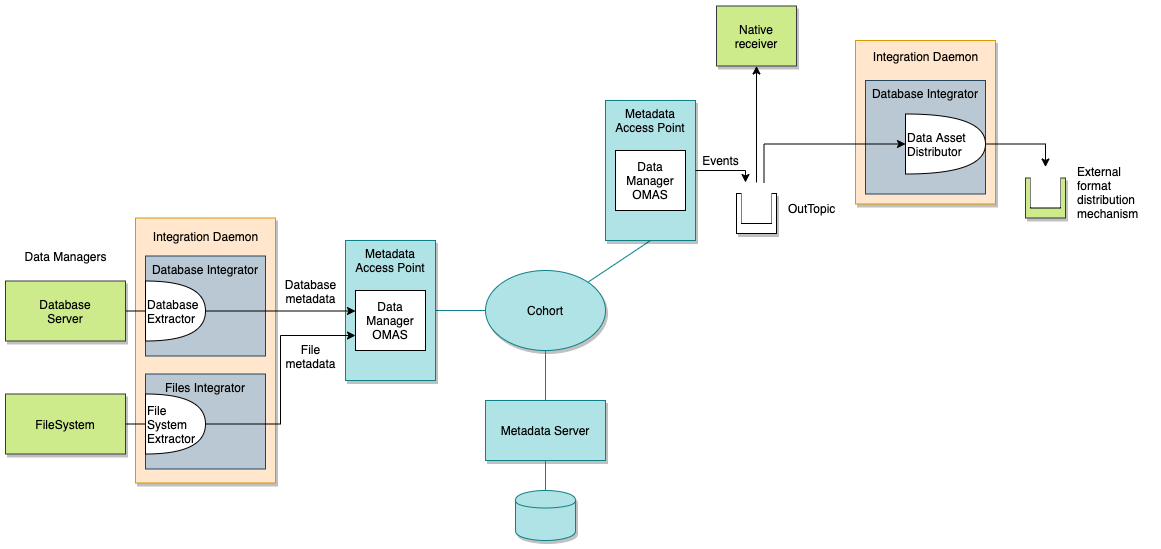 Native
receiver
Integration Daemon
Database Integrator
Data Asset
Distributor
Metadata
Access Point
Data
Manager
OMAS
Events
OutTopic
External
format
distribution
mechanism
Data Managers
Database
Server
FileSystem
Integration Daemon
Database Integrator
Database
Extractor
Files Integrator
File
System
Extractor
Database
metadata
File
metadata
Metadata
Access Point
Data
Manager
OMAS
Cohort
Metadata Server